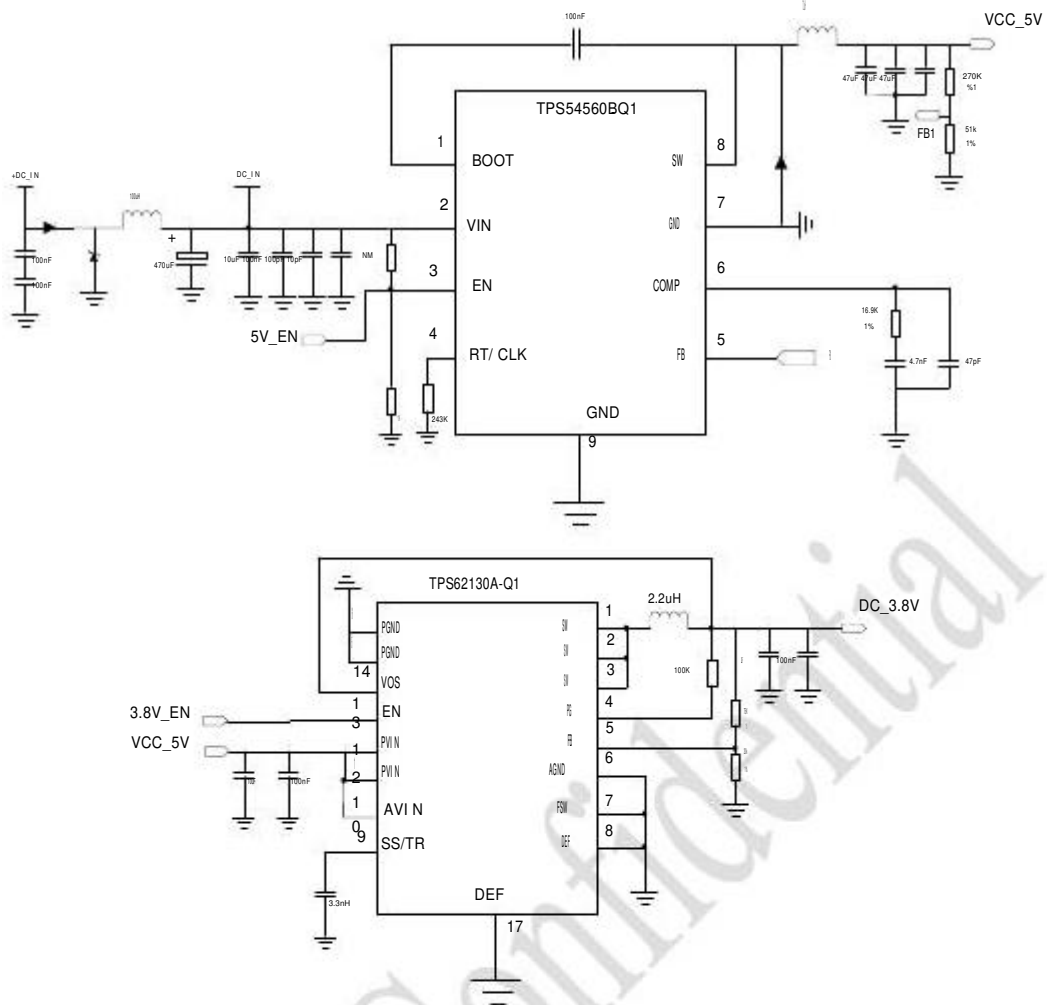 100nF
VCC_5V
47uF 47uF 47uF
270K
%1
TPS54560BQ1
FB1
51k
1%
1
BOOT
SW
8
+DC_IN
DC_IN
100uH
2
VIN
GND
7
+
470uF
10uF 100nF 100pF 10pF
NM
100nF
100nF
3
EN
COMP
6
5V_EN
16.9K
1%
4
RT/ CLK
FB
5
4.7nF
47pF
243K
GND
9
TPS62130A-Q1
2.2uH
DC_3.8V
PGND
SW
1
PGND
SW
2
14
VOS
SW
3
100K
100nF
3.8V_EN
1
3
EN
PG
4
VCC_5V
1
PVIN
FB
5
100nF
2
PVIN
AGND
6
1
0
AVIN
FSW
7
9
SS/TR
DEF
8
3.3nH
DEF
17
Confidential